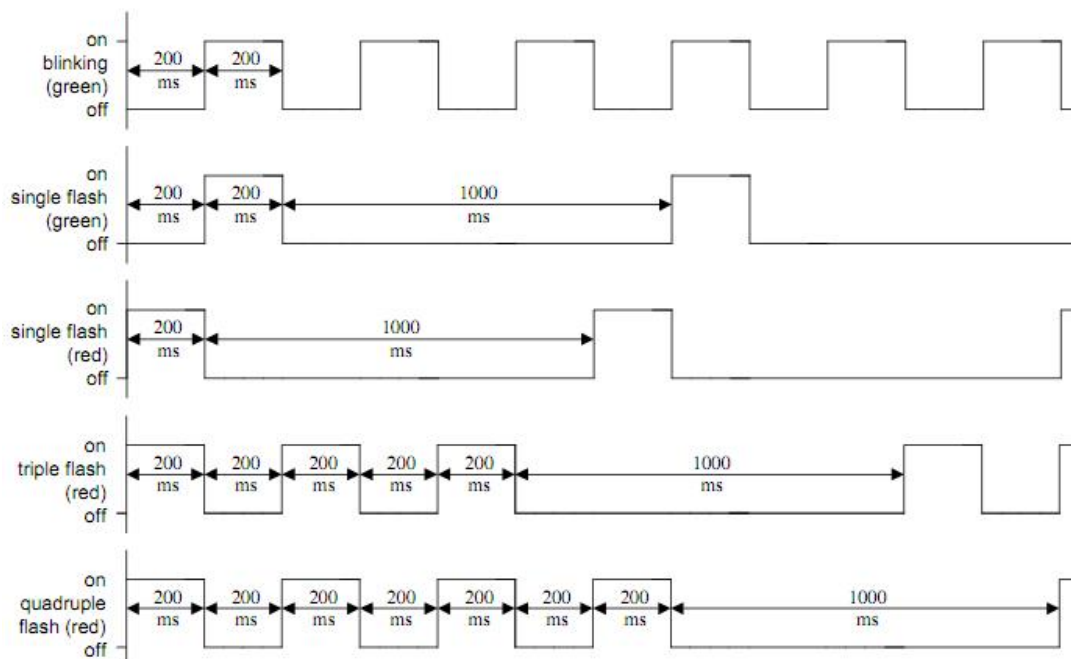 on
blinking
(green)
off
200
ms
200
ms
on
single flash
(green)
off
200
ms
200
ms
1000
ms
on
single flash
(red)
off
200
ms
1000
ms
on
triple flash
(red)
off
200
ms
200
ms
200
ms
200
ms
200
ms
1000
ms
on
quadruple
flash (red)
off
200
ms
200
ms
200
ms
200
ms
200
ms
200
ms
200
ms
1000
ms